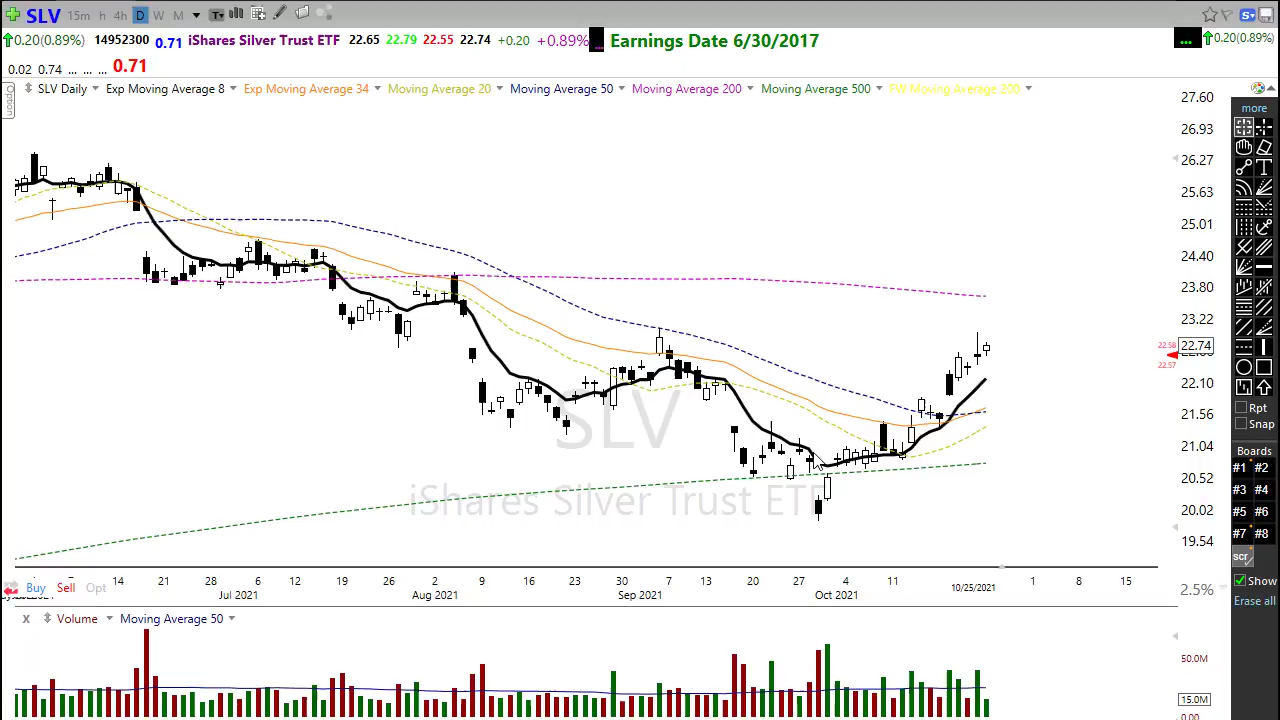 SLV 15m h 4h D W M T
0.20(0.89%) 14952300 0.71 iShares Silver Trust ETF 22.65 22.79 22.55 22.74 +0.20 +0.89% ... Earnings Date 6/30/2017 ... 0.20(0.89%)
0.02 0.74 ... ... ... 0.71
Option
SLV Daily Exp Moving Average 8 Exp Moving Average 34 Moving Average 20 Moving Average 50 Moving Average 200 Moving Average 500 FW Moving Average 200
27.60
26.93
26.27
25.63
25.01
24.40
23.80
23.22
22.58 22.74
22.57
22.10
21.56
21.04
20.52
20.02
19.54
SLV
iShares Silver Trust ETF
more
Rpt
Snap
Boards
#1 #2
#3 #4
#5 #6
#7 #8
scr
Show
Erase all
7 14 21 28 6 12 19 26 2 9 16 23 30 7 13 20 27 4 11 10/25/2021 1 8 15
Jul 2021 Aug 2021 Sep 2021 Oct 2021
Buy Sell Opt
2.5%
x Volume Moving Average 50
50.0M
15.0M
0.00